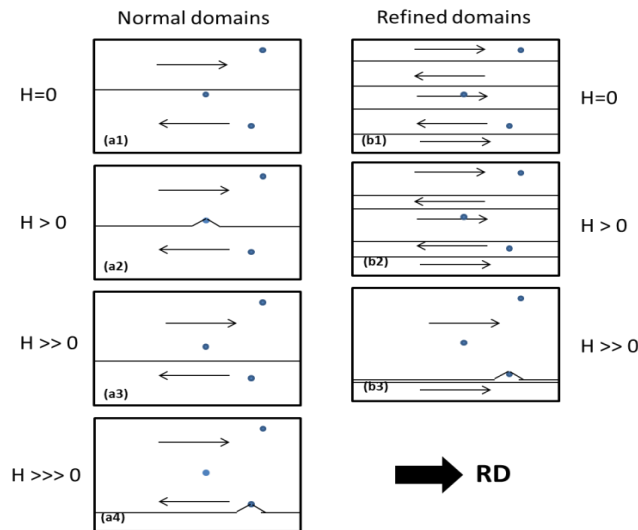 Normal domains Refined domains
H=0 (a1) (b1) H=0
H > 0 (a2) (b2) H > 0
H >> 0 (a3) (b3) H >> 0
H >>> 0 (a4) RD